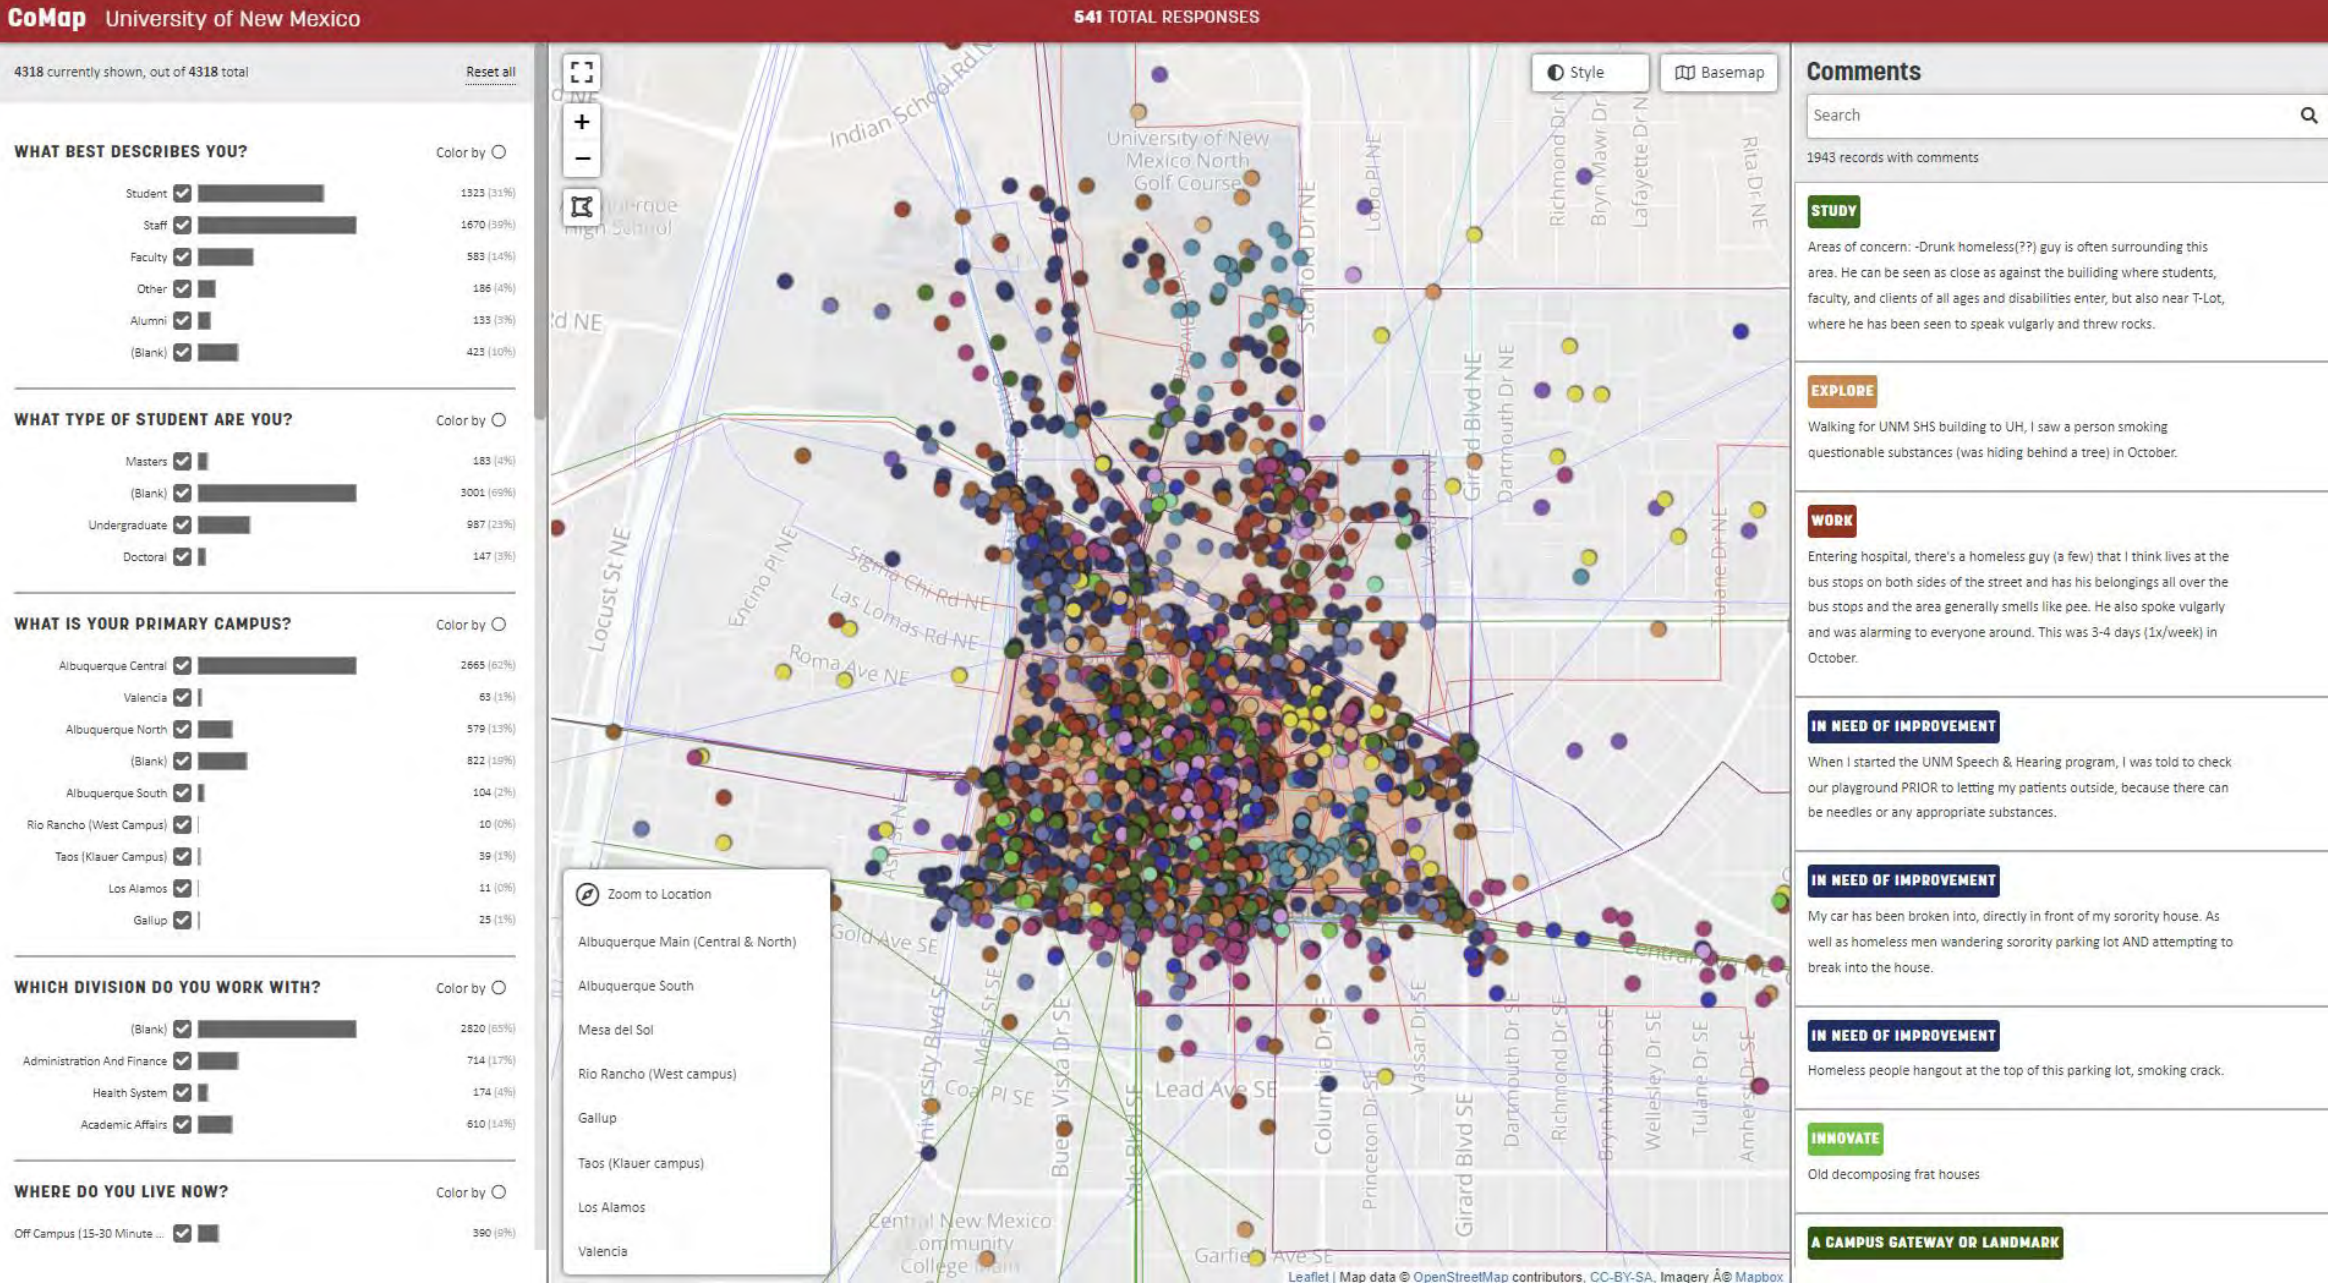 CoMap University of New Mexico
541 TOTAL RESPONSES
4318 currently shown, out of 4318 total
Reset all
WHAT BEST DESCRIBES YOU?
Color by
Student 1323 (31%)
Staff 1670 (39%)
Faculty 583 (14%)
Other 186 (4%)
Alumni 133 (3%)
(Blank) 423 (10%)
WHAT TYPE OF STUDENT ARE YOU?
Color by
Masters 183 (4%)
(Blank) 3001 (69%)
Undergraduate 987 (23%)
Doctoral 147 (3%)
WHAT IS YOUR PRIMARY CAMPUS?
Color by
Albuquerque Central 2665 (62%)
Valencia 63 (1%)
Albuquerque North 579 (13%)
(Blank) 822 (19%)
Albuquerque South 104 (2%)
Rio Rancho (West Campus) 10 (0%)
Taos (Klauer Campus) 39 (1%)
Los Alamos 11 (0%)
Gallup 25 (1%)
WHICH DIVISION DO YOU WORK WITH?
Color by
(Blank) 2820 (65%)
Administration And Finance 714 (17%)
Health System 174 (4%)
Academic Affairs 610 (14%)
WHERE DO YOU LIVE NOW?
Color by
Off Campus (15-30 Minute ... 390 (9%)
+
−
Style
Basemap
Indian School Rd N
University of New
Mexico North
Golf Course
High School
Rd NE
Stanford Dr NE
Lobo Pl NE
Richmond Dr N
Bryn Mawr Dr
Lafayette Dr N
Rita Dr NE
Girard Blvd NE
Dartmouth Dr NE
Vassar Dr NE
Tulane Dr NE
Locust St NE
Encino Pl NE
Sigma Chi Rd NE
Las Lomas Rd NE
Roma Ave NE
Ash St NE
Gold Ave SE
Central Ave
University Blvd SE
Mesa St SE
Buena Vista Dr SE
Yale Blvd SE
Coal Pl SE
Lead Ave SE
Columbia Dr SE
Princeton Dr SE
Vassar Dr SE
Girard Blvd SE
Dartmouth Dr SE
Richmond Dr SE
Bryn Mawr Dr SE
Wellesley Dr SE
Tulane Dr SE
Amherst Dr SE
Central New Mexico
Community
College Main
Garfield Ave SE
Zoom to Location
Albuquerque Main (Central & North)
Albuquerque South
Mesa del Sol
Rio Rancho (West campus)
Gallup
Taos (Klauer campus)
Los Alamos
Valencia
Leaflet | Map data © OpenStreetMap contributors, CC-BY-SA, Imagery Â© Mapbox
Comments
Search
1943 records with comments
STUDY
Areas of concern: -Drunk homeless(??) guy is often surrounding this
area. He can be seen as close as against the builiding where students,
faculty, and clients of all ages and disabilities enter, but also near T-Lot,
where he has been seen to speak vulgarly and threw rocks.
EXPLORE
Walking for UNM SHS building to UH, I saw a person smoking
questionable substances (was hiding behind a tree) in October.
WORK
Entering hospital, there's a homeless guy (a few) that I think lives at the
bus stops on both sides of the street and has his belongings all over the
bus stops and the area generally smells like pee. He also spoke vulgarly
and was alarming to everyone around. This was 3-4 days (1x/week) in
October.
IN NEED OF IMPROVEMENT
When I started the UNM Speech & Hearing program, I was told to check
our playground PRIOR to letting my patients outside, because there can
be needles or any appropriate substances.
IN NEED OF IMPROVEMENT
My car has been broken into, directly in front of my sorority house. As
well as homeless men wandering sorority parking lot AND attempting to
break into the house.
IN NEED OF IMPROVEMENT
Homeless people hangout at the top of this parking lot, smoking crack.
INNOVATE
Old decomposing frat houses
A CAMPUS GATEWAY OR LANDMARK